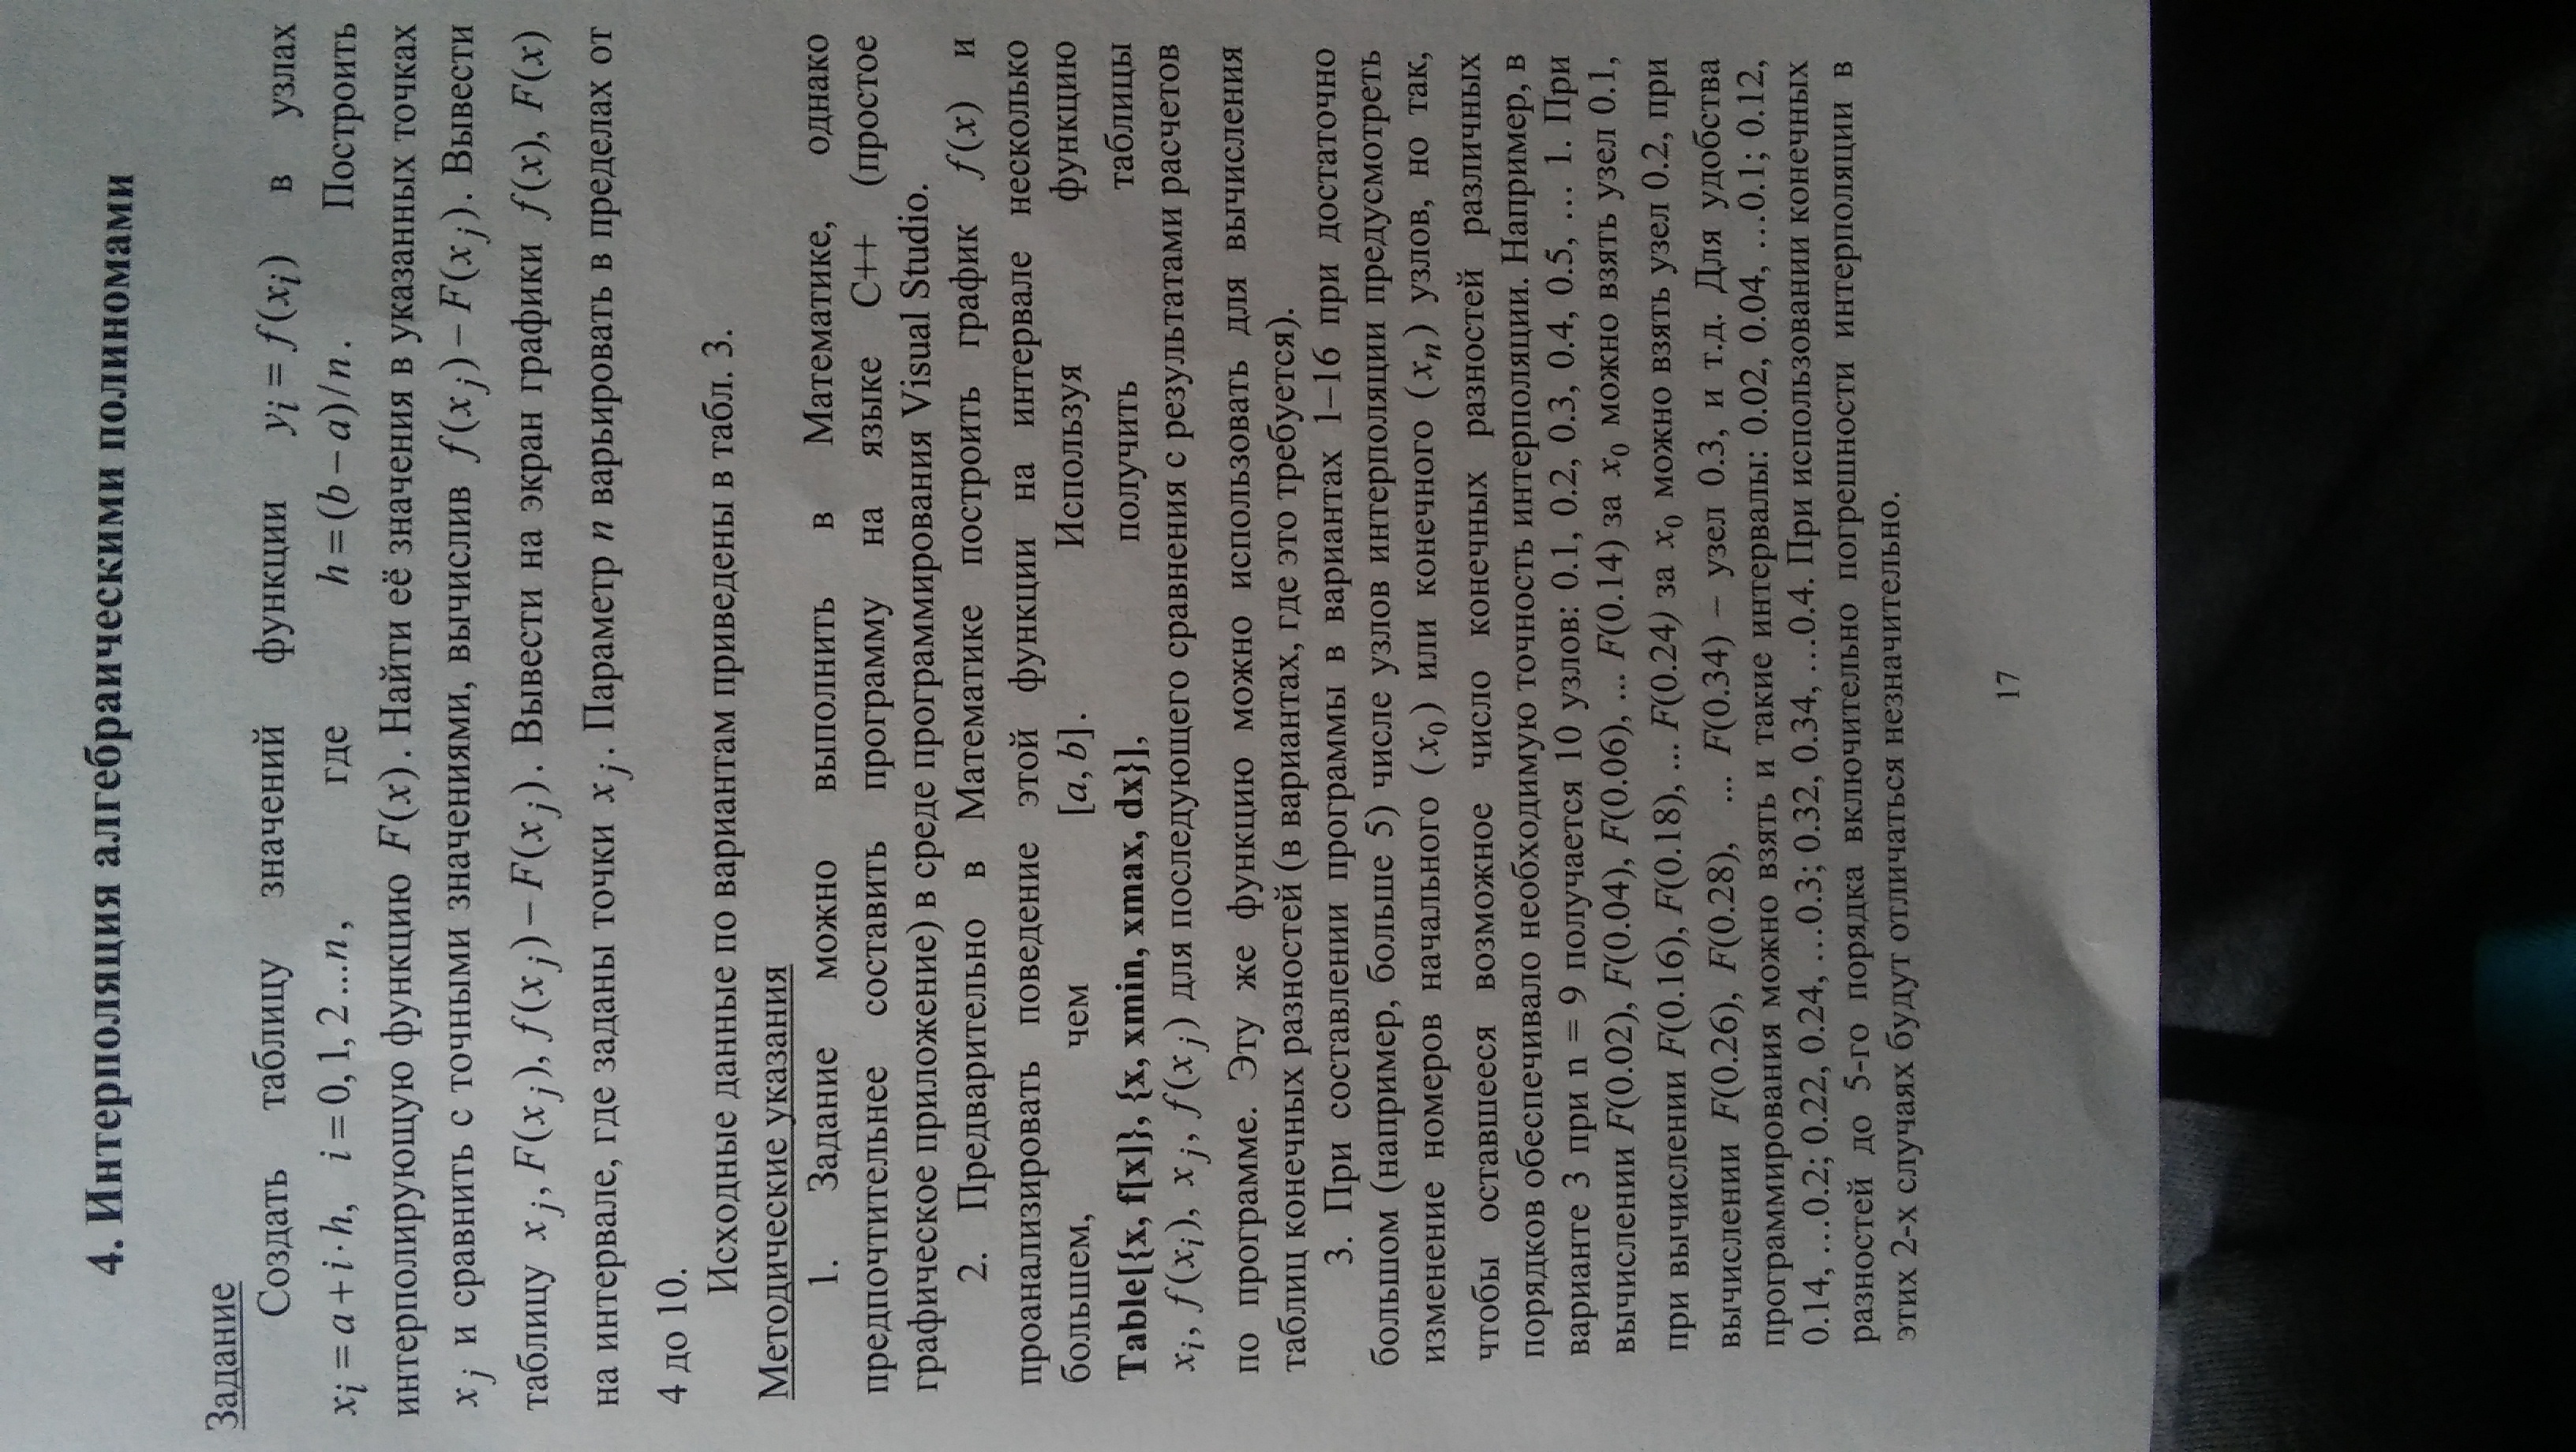 4. Интерполяция алгебраическими полиномами
Задание
Создать таблицу значений функции y_i = f(x_i) в узлах
x_i = a + i · h, i = 0, 1, 2 ...n, где h = (b − a)/n. Построить
интерполирующую функцию F(x). Найти её значения в указанных точках
x_j и сравнить с точными значениями, вычислив f(x_j) − F(x_j). Вывести
таблицу x_j, F(x_j), f(x_j) − F(x_j). Вывести на экран графики f(x), F(x)
на интервале, где заданы точки x_j. Параметр n варьировать в пределах от
4 до 10.
Исходные данные по вариантам приведены в табл. 3.
Методические указания
1. Задание можно выполнить в Математике, однако
предпочтительнее составить программу на языке C++ (простое
графическое приложение) в среде программирования Visual Studio.
2. Предварительно в Математике построить график f(x) и
проанализировать поведение этой функции на интервале несколько
большем, чем [a, b]. Используя функцию
Table[{x, f[x]}, {x, xmin, xmax, dx}], получить таблицы
x_i, f(x_i), x_j, f(x_j) для последующего сравнения с результатами расчетов
по программе. Эту же функцию можно использовать для вычисления
таблиц конечных разностей (в вариантах, где это требуется).
3. При составлении программы в вариантах 1–16 при достаточно
большом (например, больше 5) числе узлов интерполяции предусмотреть
изменение номеров начального (x_0) или конечного (x_n) узлов, но так,
чтобы оставшееся возможное число конечных разностей различных
порядков обеспечивало необходимую точность интерполяции. Например, в
варианте 3 при n = 9 получается 10 узлов: 0.1, 0.2, 0.3, 0.4, 0.5, … 1. При
вычислении F(0.02), F(0.04), F(0.06), ... F(0.14) за x_0 можно взять узел 0.1,
при вычислении F(0.16), F(0.18), ... F(0.24) за x_0 можно взять узел 0.2, при
вычислении F(0.26), F(0.28), ... F(0.34) – узел 0.3, и т.д. Для удобства
программирования можно взять и такие интервалы: 0.02, 0.04, …0.1; 0.12,
0.14, …0.2; 0.22, 0.24, …0.3; 0.32, 0.34, …0.4. При использовании конечных
разностей до 5-го порядка включительно погрешности интерполяции в
этих 2-х случаях будут отличаться незначительно.
17